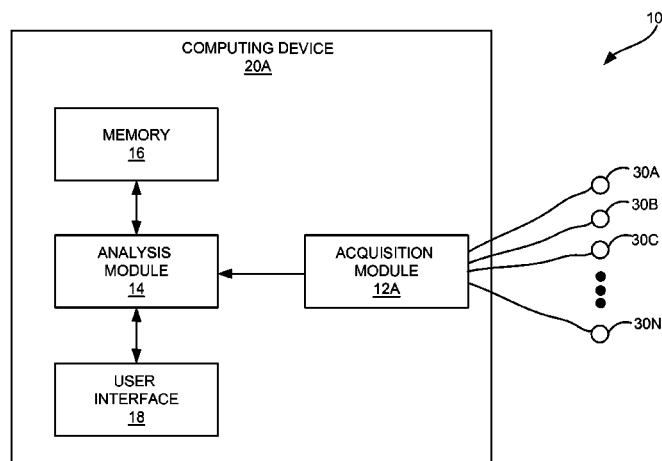 10
COMPUTING DEVICE
20A
MEMORY
16
30A
30B
30C
ANALYSIS
MODULE
14
ACQUISITION
MODULE
12A
30N
USER
INTERFACE
18